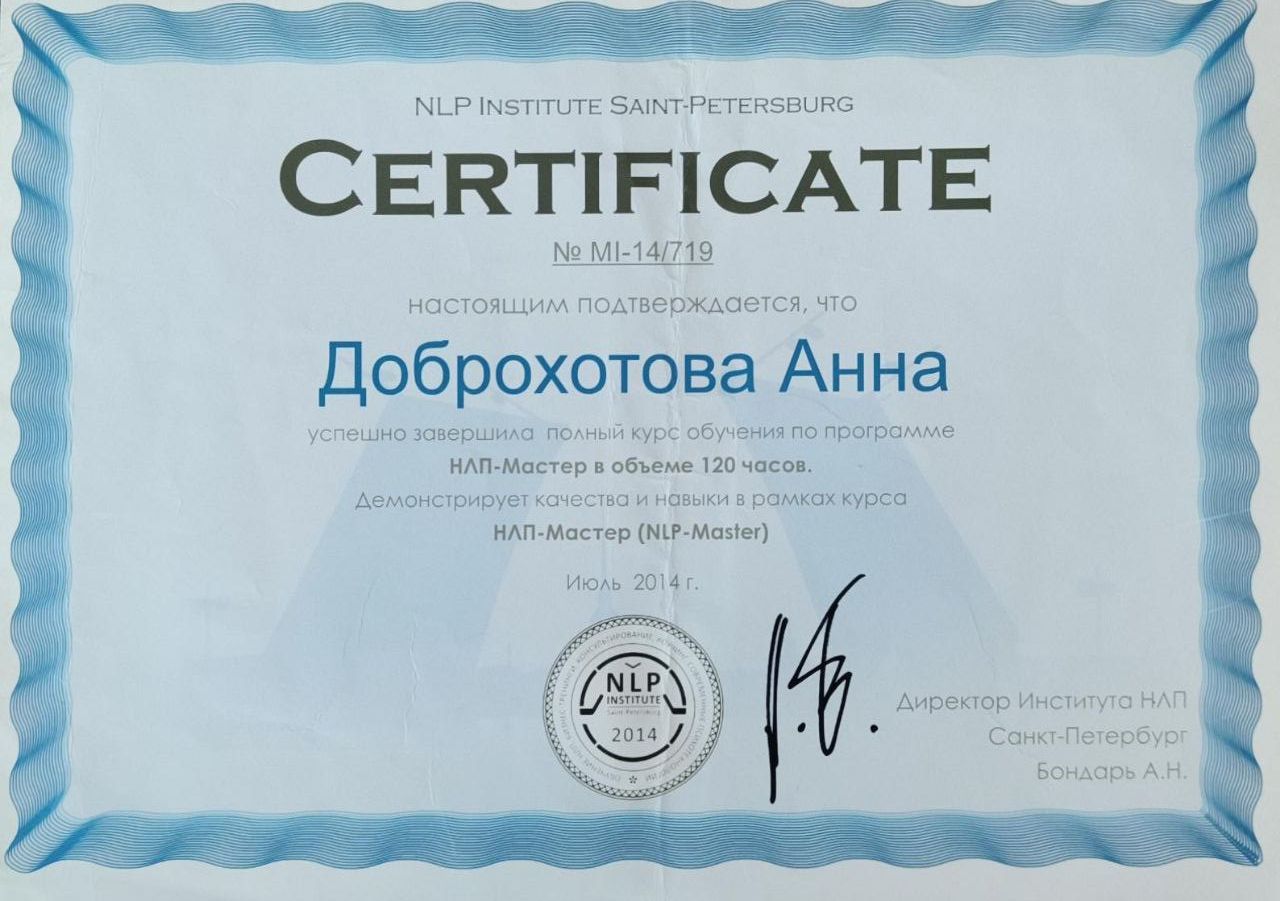 NLP INSTITUTE SAINT-PETERSBURG
CERTIFICATE
№ MI-14/719
настоящим подтверждается, что
Доброхотова Анна
успешно завершила полный курс обучения по программе
НЛП-Мастер в объеме 120 часов.
Демонстрирует качества и навыки в рамках курса
НЛП-Мастер (NLP-Master)
Июль 2014 г.
NLP
INSTITUTE
Saint-Petersburg
2014
Директор Института НЛП
Санкт-Петербург
Бондарь А.Н.